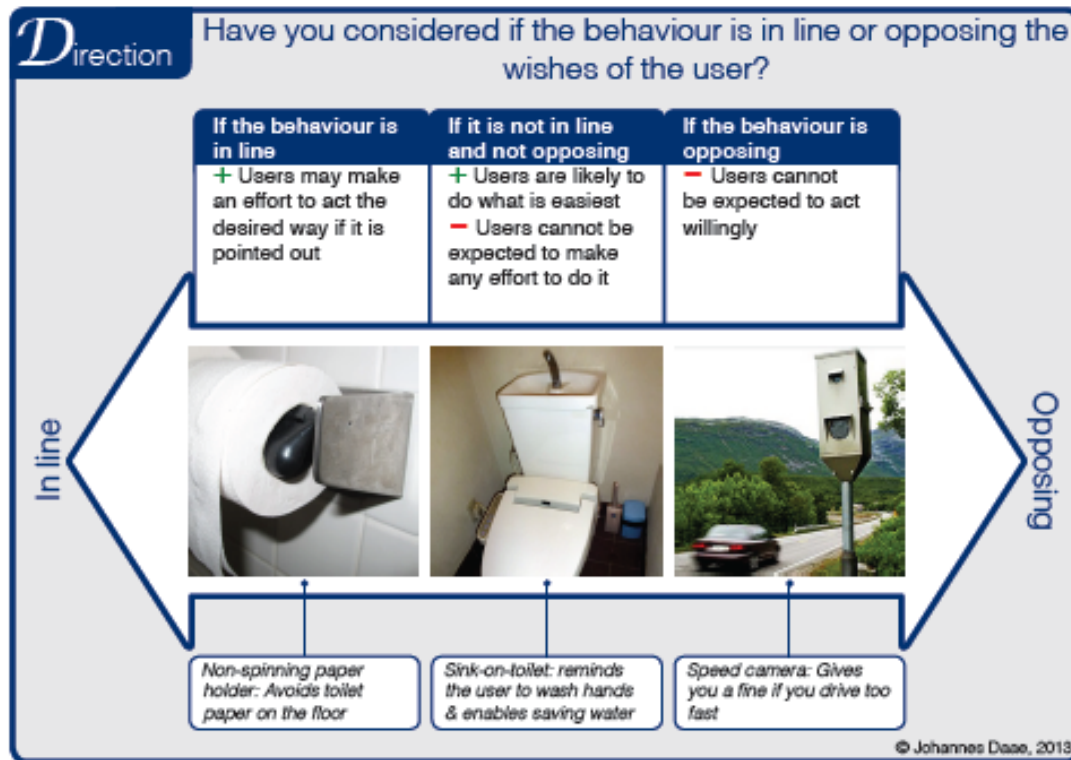 Direction
Have you considered if the behaviour is in line or opposing the
wishes of the user?
If the behaviour is
in line
+ Users may make
an effort to act the
desired way if it is
pointed out
If it is not in line
and not opposing
+ Users are likely to
do what is easiest
− Users cannot be
expected to make
any effort to do it
If the behaviour is
opposing
− Users cannot
be expected to act
willingly
In line
Opposing
Non-spinning paper
holder: Avoids toilet
paper on the floor
Sink-on-toilet: reminds
the user to wash hands
& enables saving water
Speed camera: Gives
you a fine if you drive too
fast
© Johannes Daae, 2013